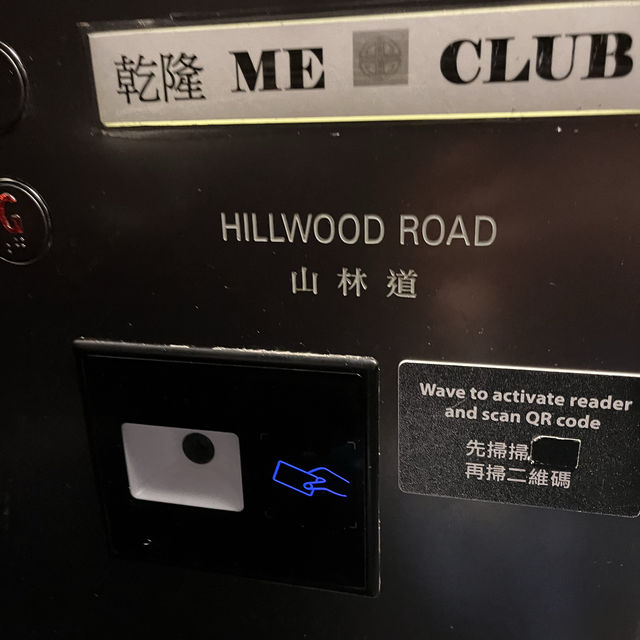 乾隆 ME CLUB
G
HILLWOOD ROAD
山林道
Wave to activate reader
and scan QR code
先掃掃
再掃二維碼